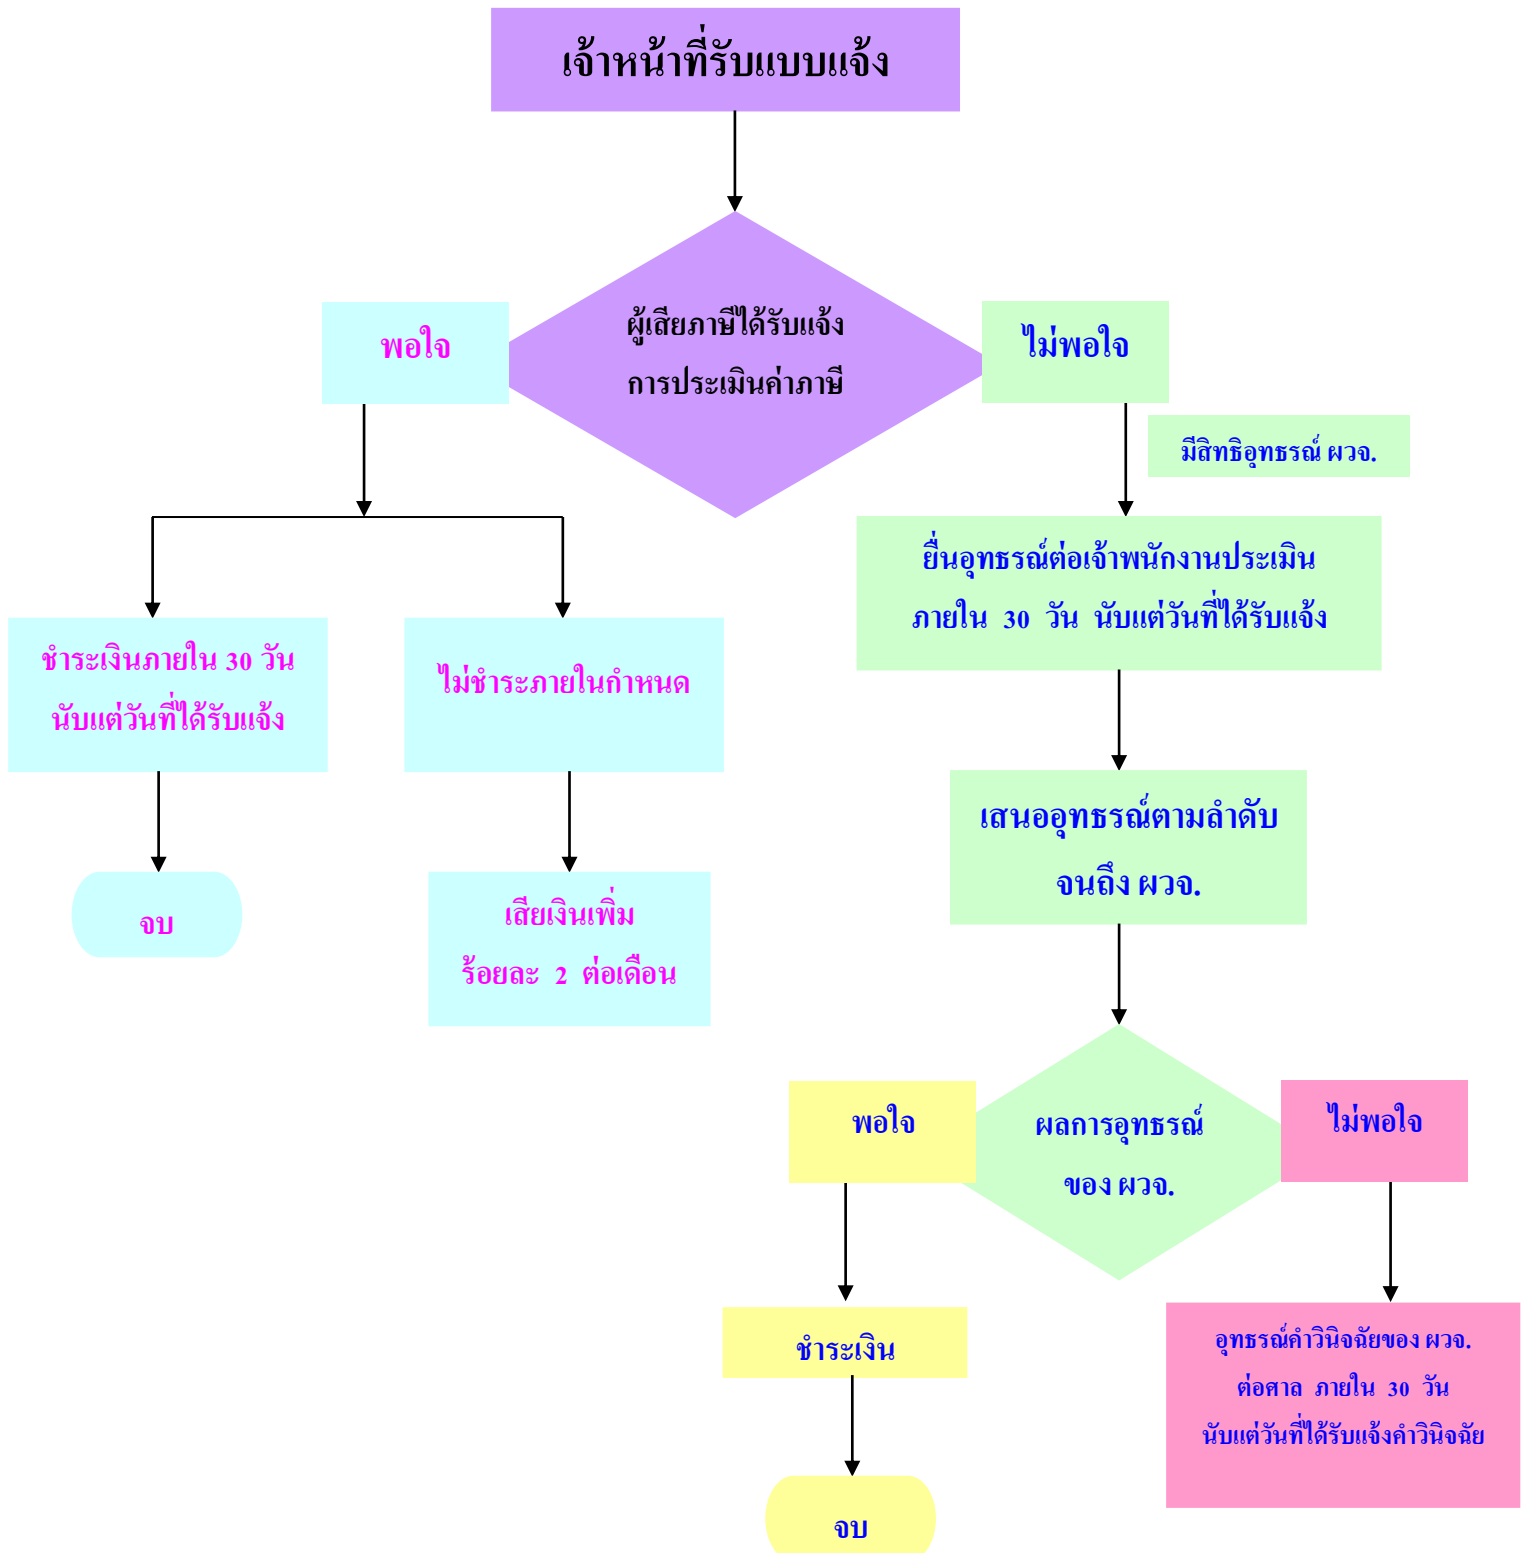 เจ้าหน้าที่รับแบบแจ้ง
ผู้เสียภาษีได้รับแจ้ง
การประเมินค่าภาษี
พอใจ
ไม่พอใจ
มีสิทธิอุทธรณ์ ผวจ.
ยื่นอุทธรณ์ต่อเจ้าพนักงานประเมิน
ภายใน 30 วัน นับแต่วันที่ได้รับแจ้ง
ชำระเงินภายใน 30 วัน
นับแต่วันที่ได้รับแจ้ง
ไม่ชำระภายในกำหนด
เสนออุทธรณ์ตามลำดับ
จนถึง ผวจ.
จบ
เสียเงินเพิ่ม
ร้อยละ 2 ต่อเดือน
ผลการอุทธรณ์
ของ ผวจ.
พอใจ
ไม่พอใจ
ชำระเงิน
อุทธรณ์คำวินิจฉัยของ ผวจ.
ต่อศาล ภายใน 30 วัน
นับแต่วันที่ได้รับแจ้งคำวินิจฉัย
จบ